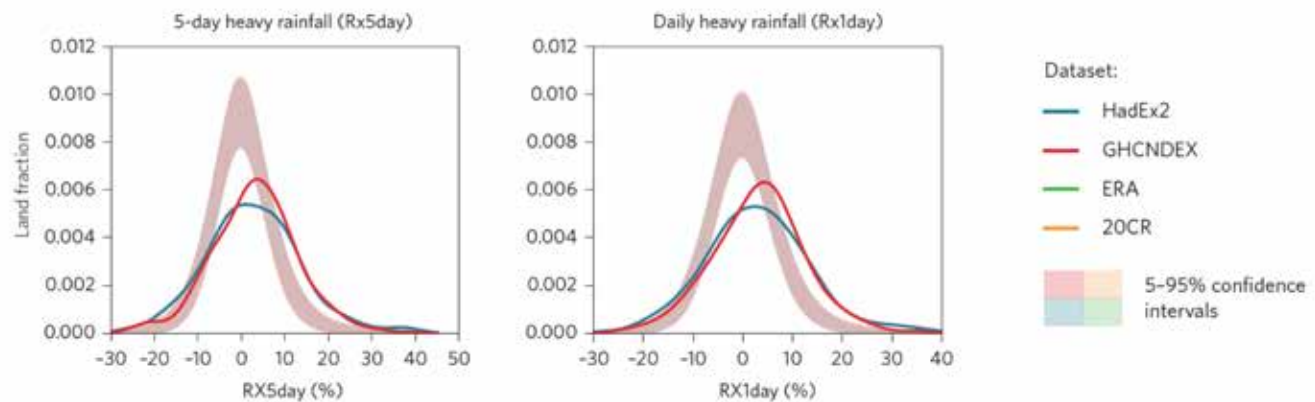 5-day heavy rainfall (Rx5day)
0.012
0.010
0.008
0.006
0.004
0.002
0.000
Land fraction
-30 -20 -10 0 10 20 30 40 50
RX5day (%)
Daily heavy rainfall (Rx1day)
0.012
0.010
0.008
0.006
0.004
0.002
0.000
-30 -20 -10 0 10 20 30 40
RX1day (%)
Dataset:
HadEx2
GHCNDEX
ERA
20CR
5–95% confidence
intervals